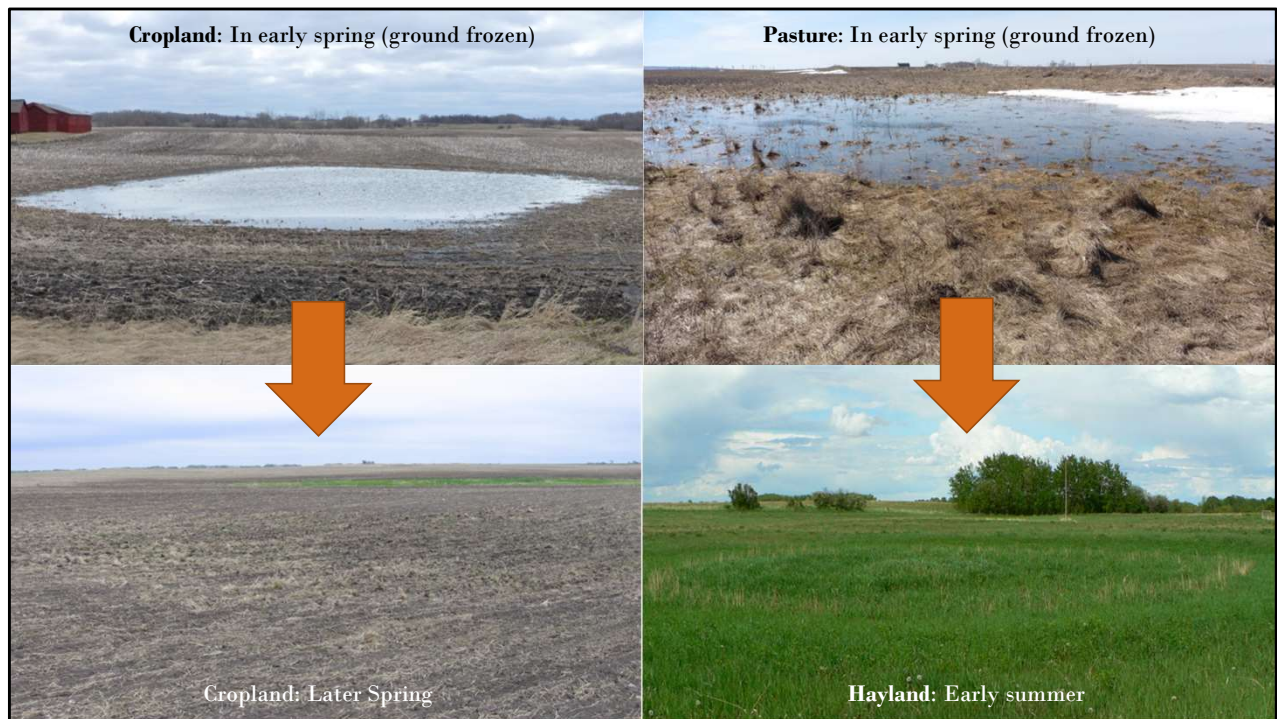 Cropland: In early spring (ground frozen)
Pasture: In early spring (ground frozen)
Cropland: Later Spring
Hayland: Early summer